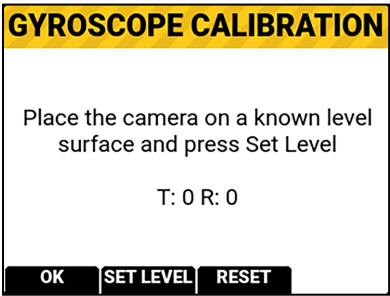 GYROSCOPE CALIBRATION
Place the camera on a known level
surface and press Set Level
T: 0 R: 0
OK SET LEVEL RESET